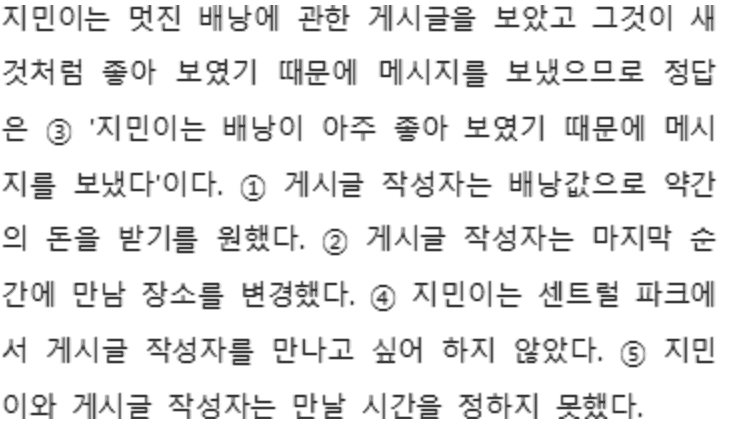 지민이는 멋진 배낭에 관한 게시글을 보았고 그것이 새
것처럼 좋아 보였기 때문에 메시지를 보냈으므로 정답
은 ③ '지민이는 배낭이 아주 좋아 보였기 때문에 메시
지를 보냈다'이다. ① 게시글 작성자는 배낭값으로 약간
의 돈을 받기를 원했다. ② 게시글 작성자는 마지막 순
간에 만남 장소를 변경했다. ④ 지민이는 센트럴 파크에
서 게시글 작성자를 만나고 싶어 하지 않았다. ⑤ 지민
이와 게시글 작성자는 만날 시간을 정하지 못했다.